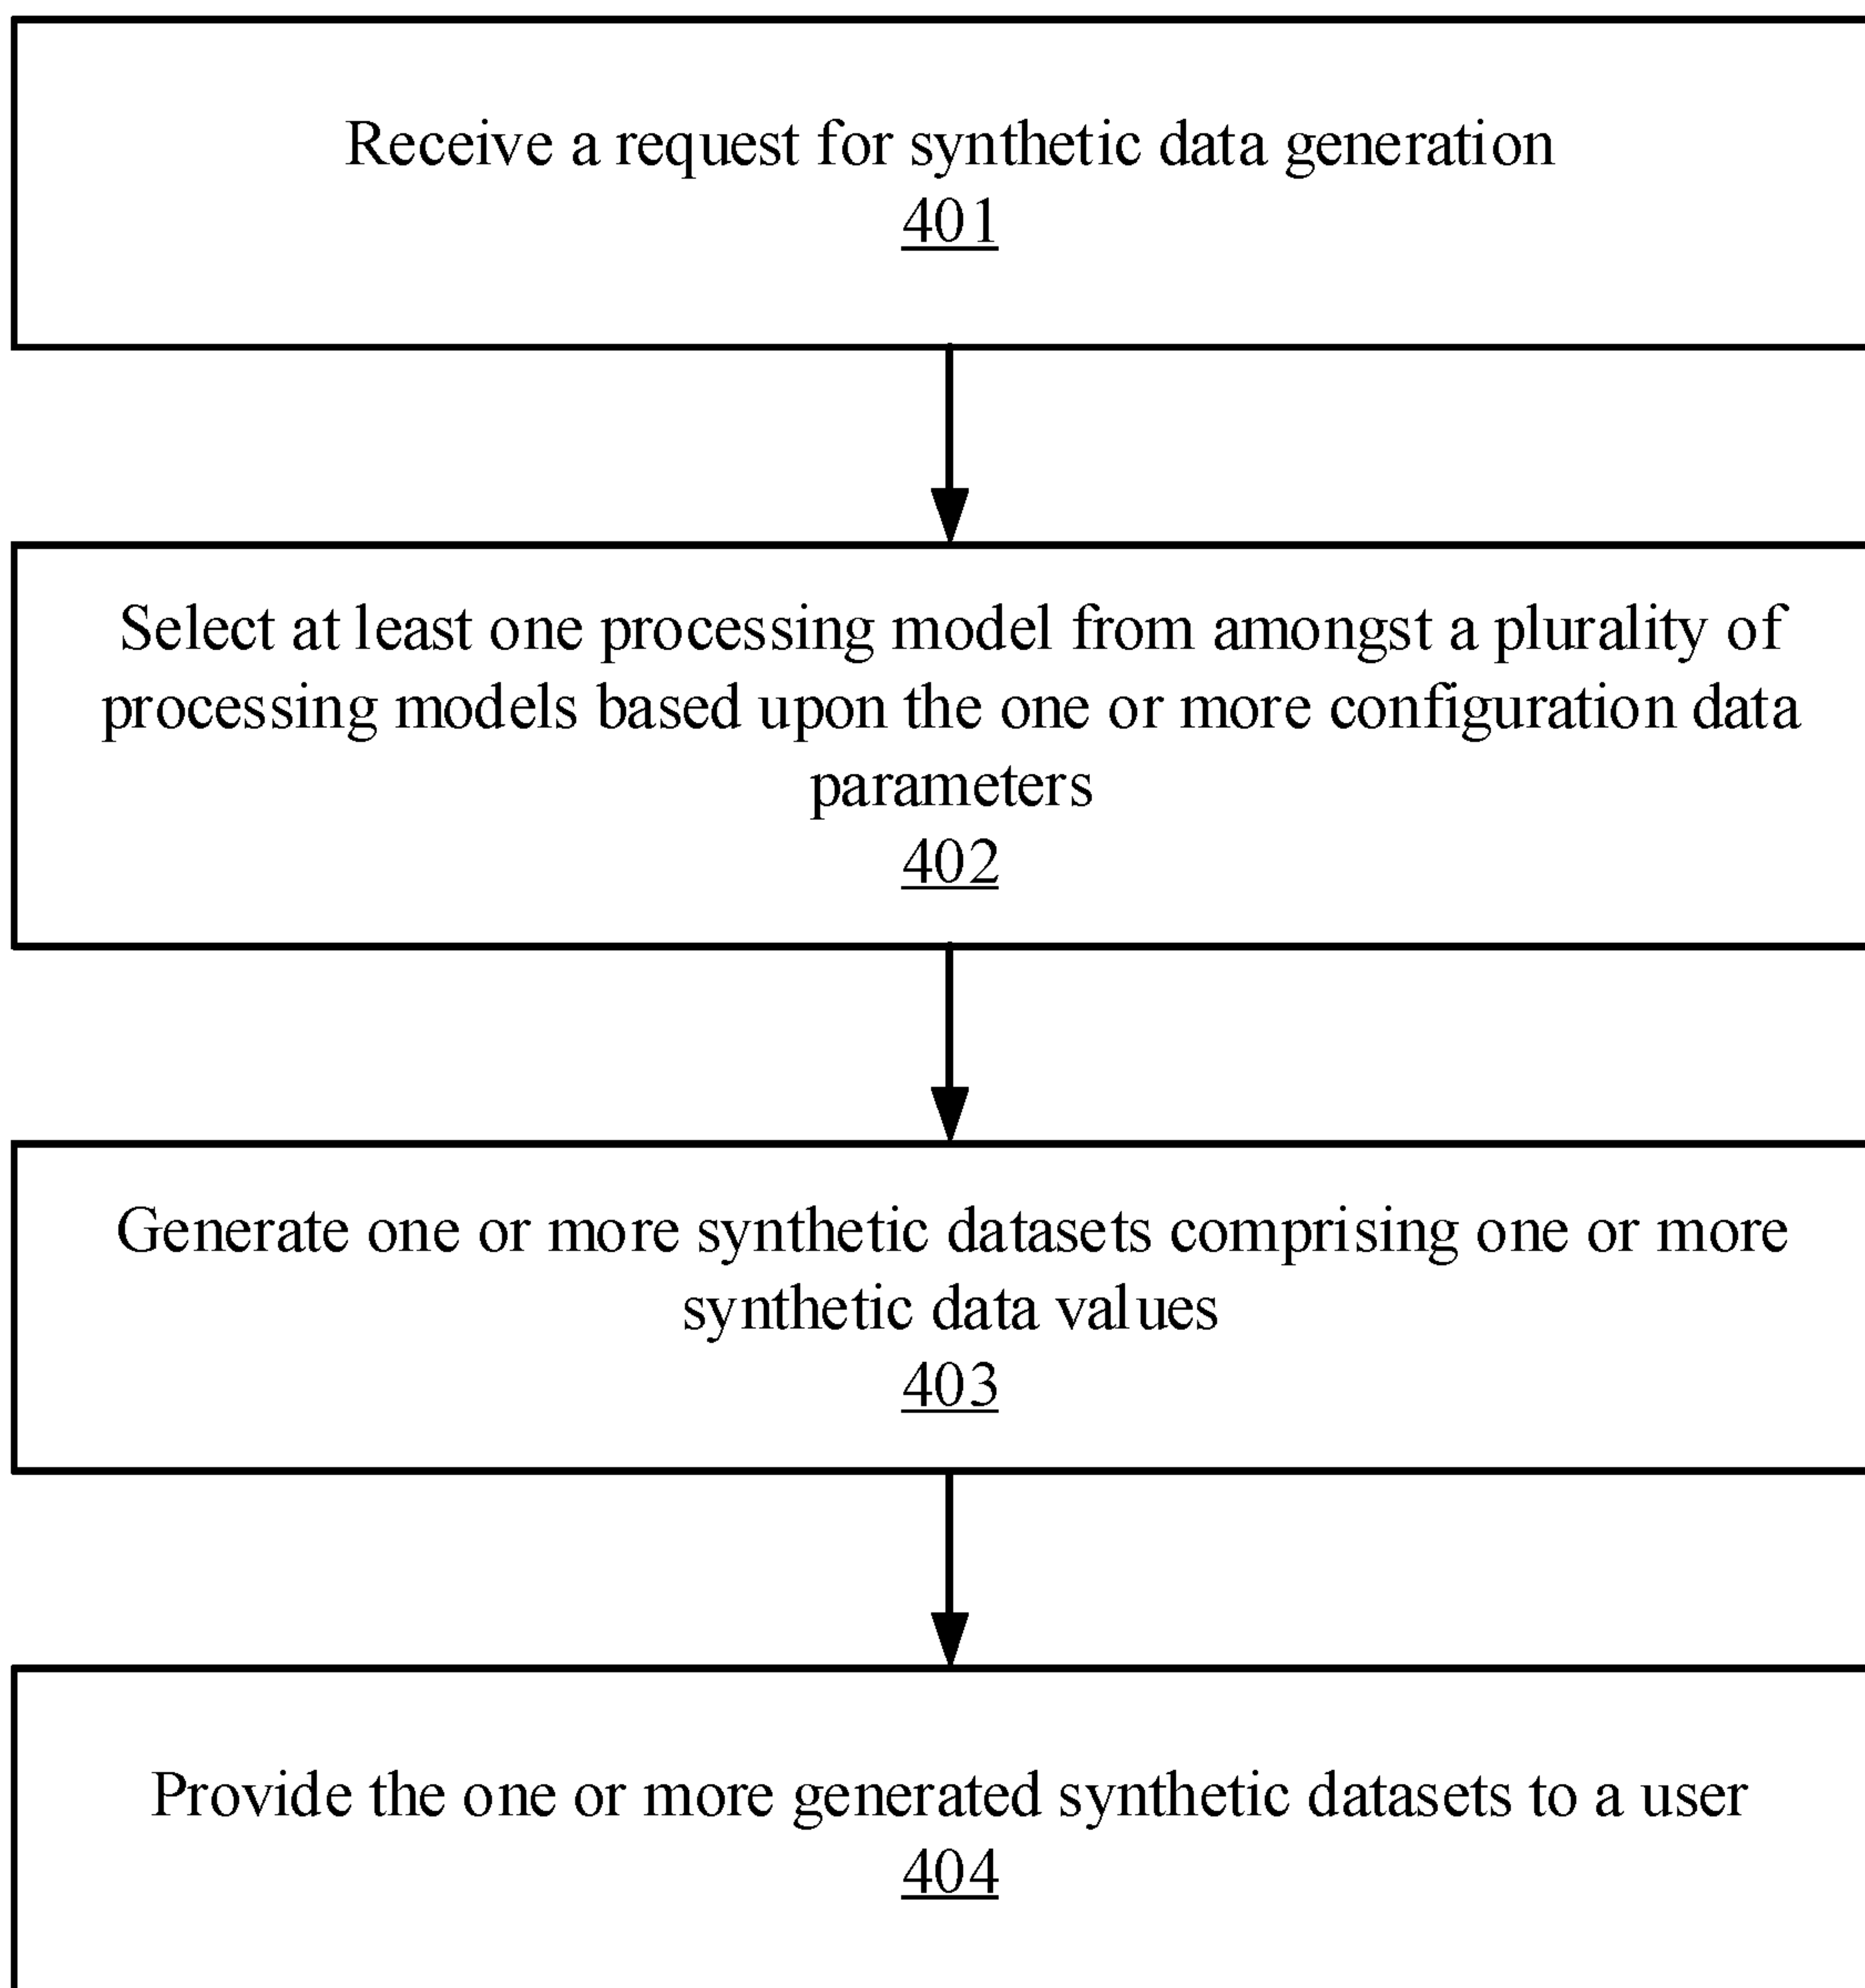 Receive a request for synthetic data generation
401
Select at least one processing model from amongst a plurality of
processing models based upon the one or more configuration data
parameters
402
Generate one or more synthetic datasets comprising one or more
synthetic data values
403
Provide the one or more generated synthetic datasets to a user
404